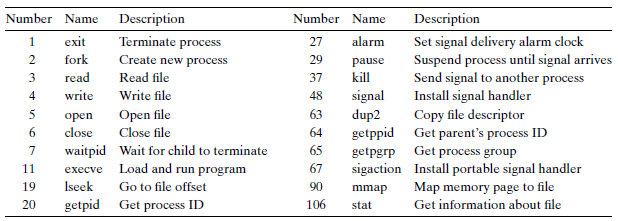 Number Name Description Number Name Description
1 exit Terminate process 27 alarm Set signal delivery alarm clock
2 fork Create new process 29 pause Suspend process until signal arrives
3 read Read file 37 kill Send signal to another process
4 write Write file 48 signal Install signal handler
5 open Open file 63 dup2 Copy file descriptor
6 close Close file 64 getppid Get parent's process ID
7 waitpid Wait for child to terminate 65 getpgrp Get process group
11 execve Load and run program 67 sigaction Install portable signal handler
19 lseek Go to file offset 90 mmap Map memory page to file
20 getpid Get process ID 106 stat Get information about file